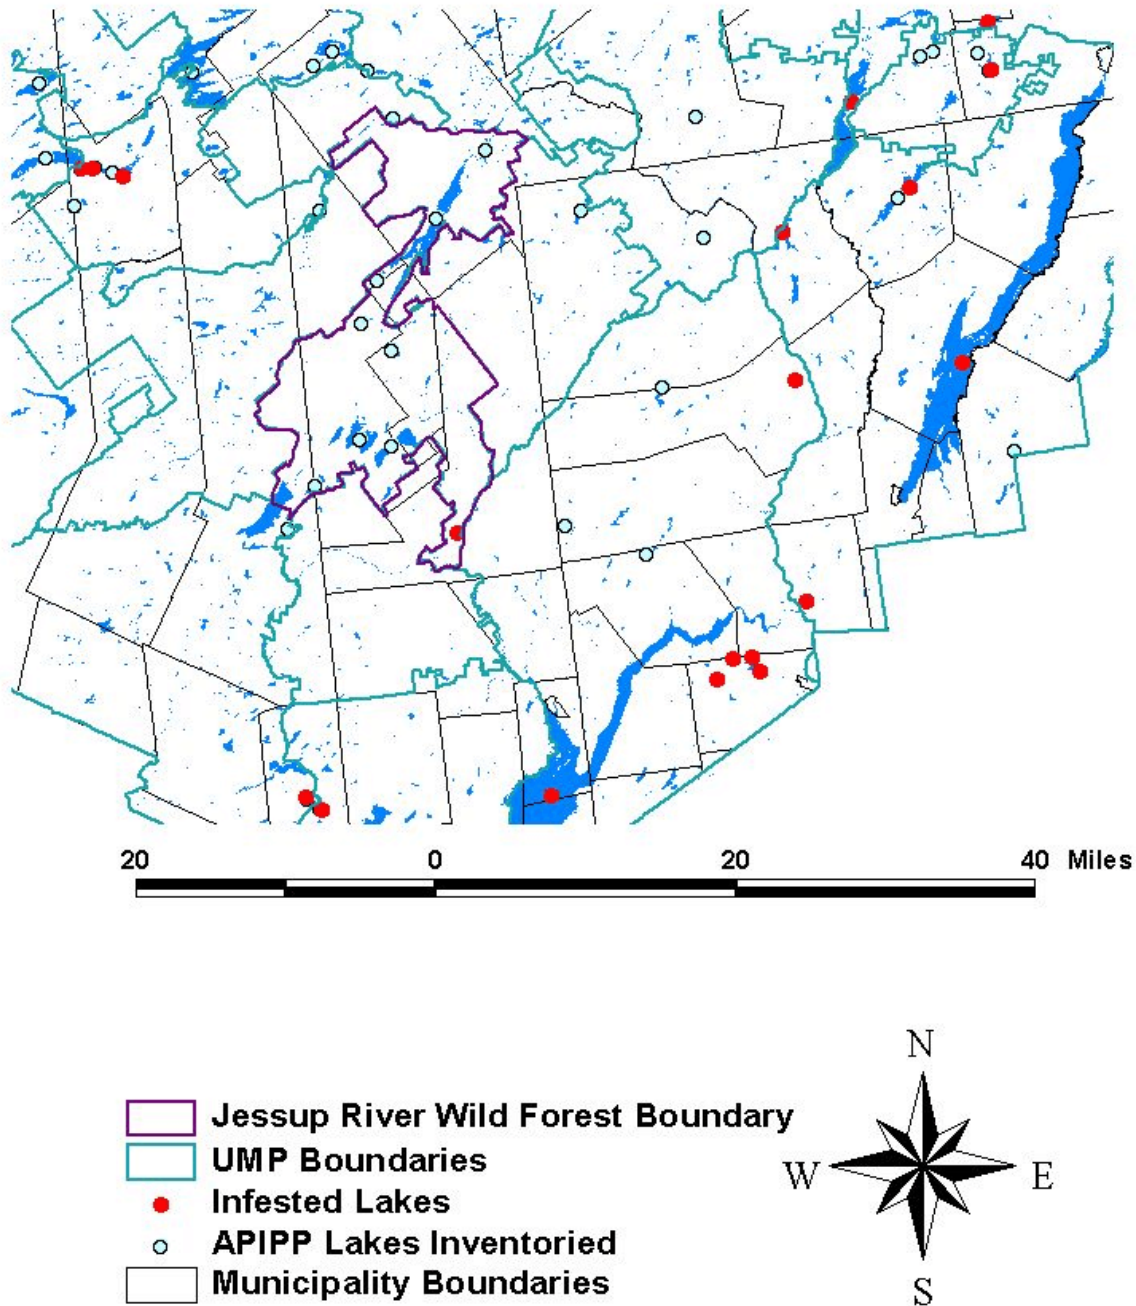 20 0 20 40 Miles
N
Jessup River Wild Forest Boundary
UMP Boundaries
W E
Infested Lakes
APIPP Lakes Inventoried
Municipality Boundaries
S